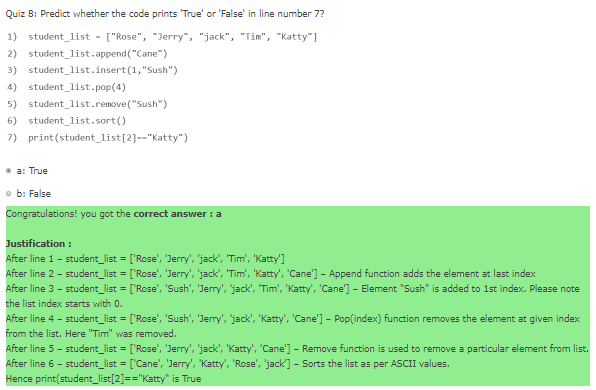 Quiz 8: Predict whether the code prints 'True' or 'False' in line number 7?
1) student_list = ["Rose", "Jerry", "jack", "Tim", "Katty"]
2) student_list.append("Cane")
3) student_list.insert(1,"Sush")
4) student_list.pop(4)
5) student_list.remove("Sush")
6) student_list.sort()
7) print(student_list[2]=="Katty")
a: True
b: False
Congratulations! you got the correct answer : a
Justification :
After line 1 – student_list = ['Rose', 'Jerry', 'jack', 'Tim', 'Katty']
After line 2 – student_list = ['Rose', 'Jerry', 'jack', 'Tim', 'Katty', 'Cane'] – Append function adds the element at last index
After line 3 – student_list = ['Rose', 'Sush', 'Jerry', 'jack', 'Tim', 'Katty', 'Cane'] – Element "Sush" is added to 1st index. Please note
the list index starts with 0.
After line 4 – student_list = ['Rose', 'Sush', 'Jerry', 'jack', 'Katty', 'Cane'] – Pop(index) function removes the element at given index
from the list. Here "Tim" was removed.
After line 5 – student_list = ['Rose', 'Jerry', 'jack', 'Katty', 'Cane'] – Remove function is used to remove a particular element from list.
After line 6 – student_list = ['Cane', 'Jerry', 'Katty', 'Rose', 'jack'] – Sorts the list as per ASCII values.
Hence print(student_list[2]=="Katty" is True